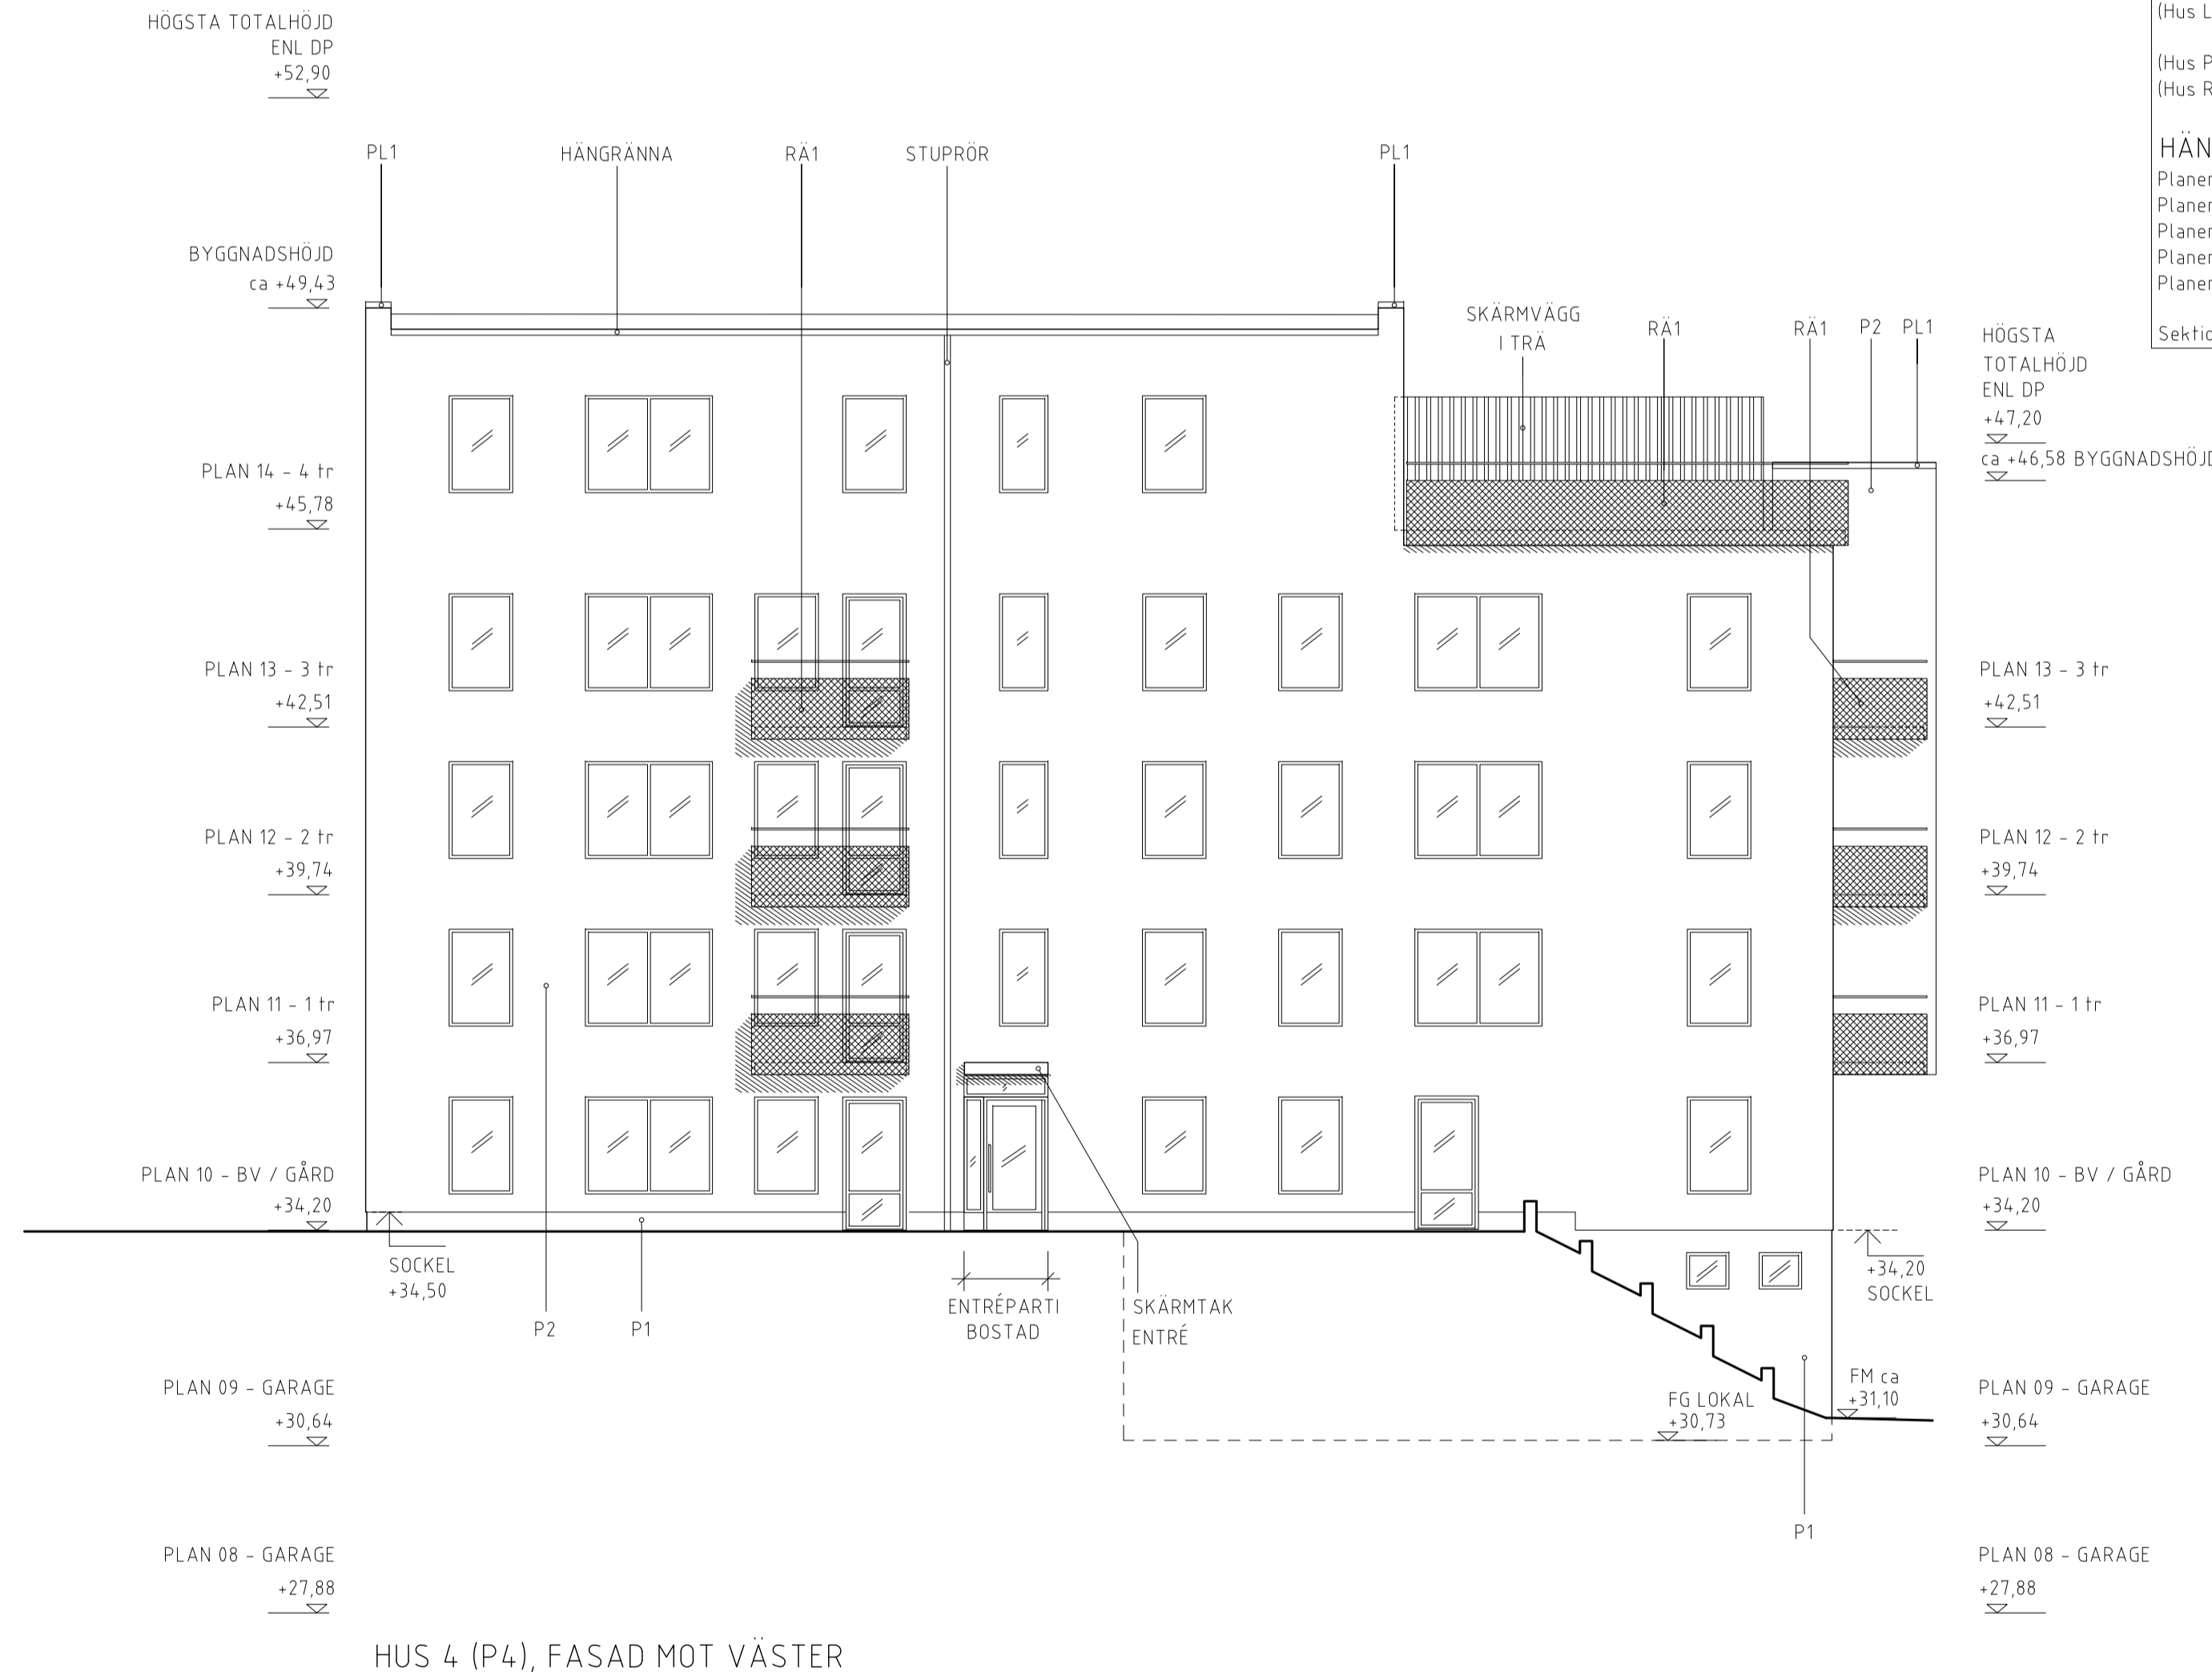 HÖGSTA TOTALHÖJD
ENL DP
+52,90
(Hus L
(Hus P
(Hus R
HÄN
Planer
Planer
Planer
Planer
Planer
Sektio
PL1
HÄNGRÄNNA
RÄ1
STUPRÖR
PL1
BYGGNADSHÖJD
ca +49,43
SKÄRMVÄGG
I TRÄ
RÄ1
RÄ1
P2
PL1
HÖGSTA
TOTALHÖJD
ENL DP
+47,20
ca +46,58 BYGGNADSHÖJD
PLAN 14 - 4 tr
+45,78
PLAN 13 - 3 tr
+42,51
PLAN 13 - 3 tr
+42,51
PLAN 12 - 2 tr
+39,74
PLAN 12 - 2 tr
+39,74
PLAN 11 - 1 tr
+36,97
PLAN 11 - 1 tr
+36,97
PLAN 10 - BV / GÅRD
+34,20
PLAN 10 - BV / GÅRD
+34,20
SOCKEL
+34,50
P2
P1
ENTRÉPARTI
BOSTAD
SKÄRMTAK
ENTRÉ
+34,20
SOCKEL
PLAN 09 - GARAGE
+30,64
FG LOKAL
+30,73
FM ca
+31,10
PLAN 09 - GARAGE
+30,64
P1
PLAN 08 - GARAGE
+27,88
PLAN 08 - GARAGE
+27,88
HUS 4 (P4), FASAD MOT VÄSTER